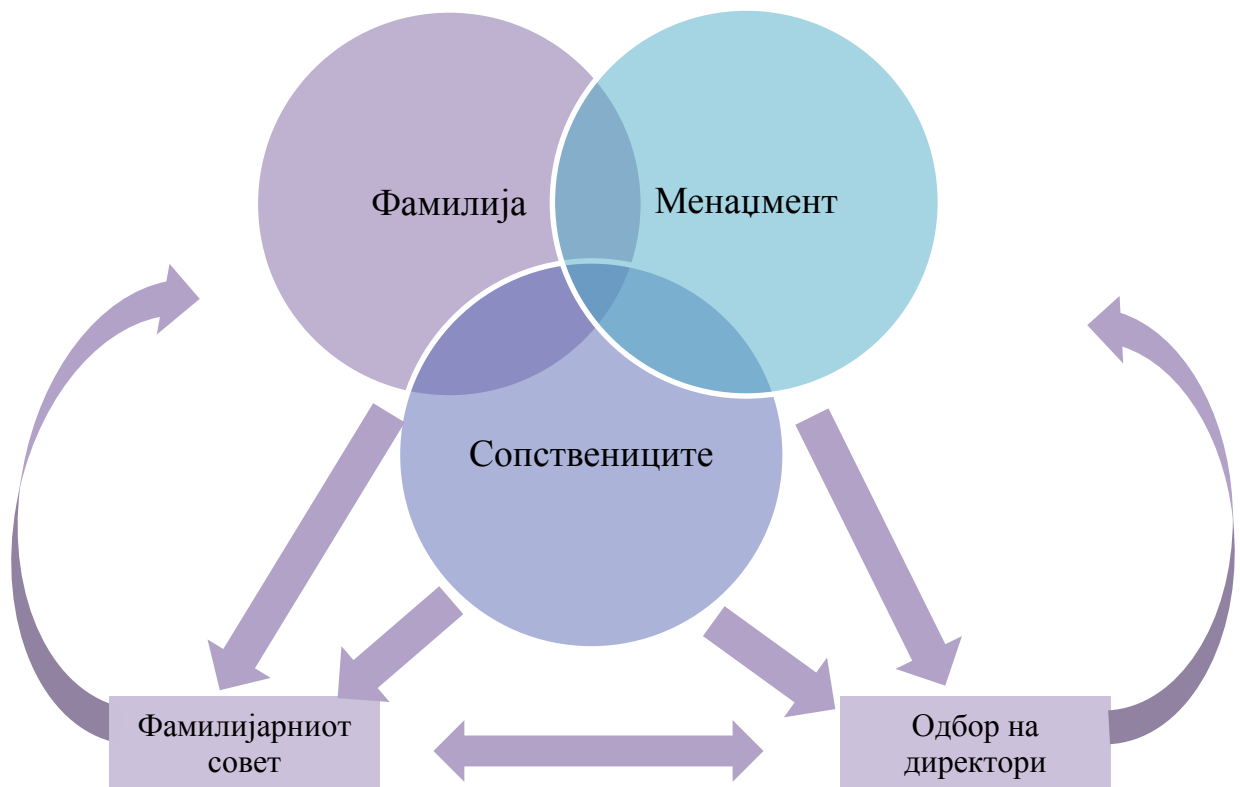 Фамилија
Менаџмент
Сопствениците
Фамилијарниот
совет
Одбор на
директори